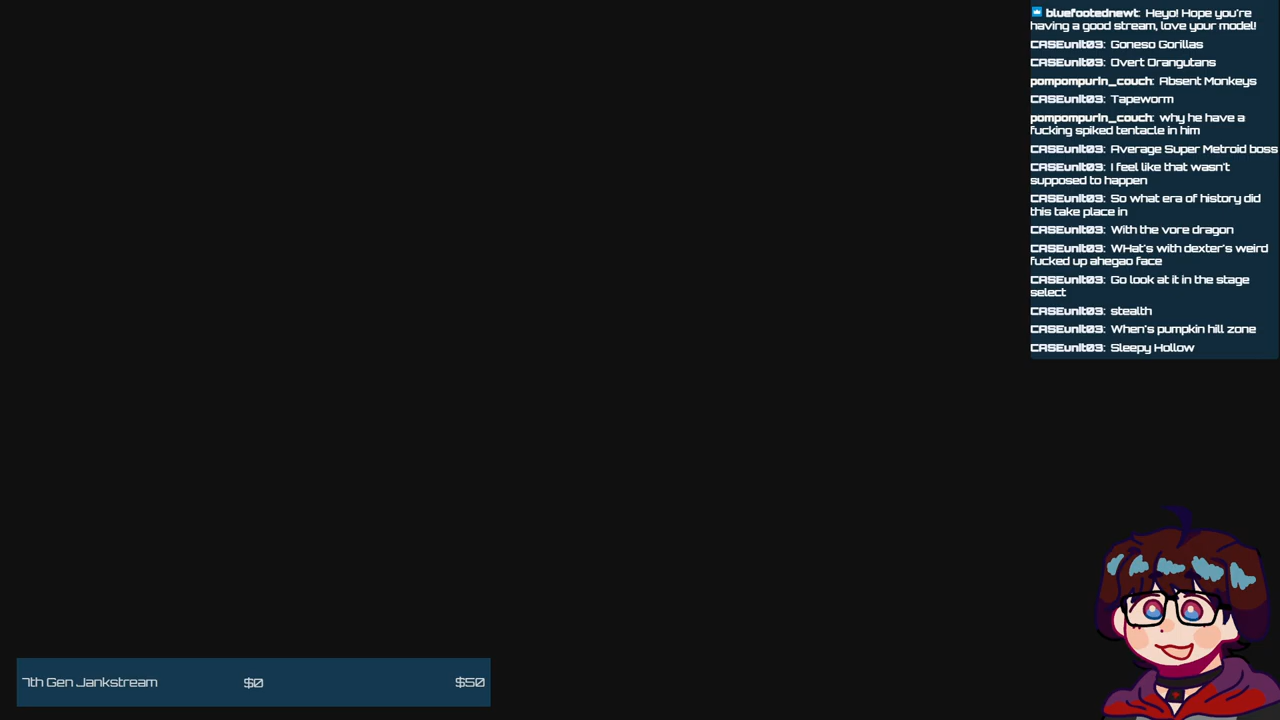 bluefootednewt: Heyo! Hope you're
having a good stream, love your model!
CASEunit03: Goneso Gorillas
CASEunit03: Overt Orangutans
pompompurin_couch: Absent Monkeys
CASEunit03: Tapeworm
pompompurin_couch: why he have a
fucking spiked tentacle in him
CASEunit03: Average Super Metroid boss
CASEunit03: I feel like that wasn't
supposed to happen
CASEunit03: So what era of history did
this take place in
CASEunit03: With the vore dragon
CASEunit03: WHat's with dexter's weird
fucked up ahegao face
CASEunit03: Go look at it in the stage
select
CASEunit03: stealth
CASEunit03: When's pumpkin hill zone
CASEunit03: Sleepy Hollow
7th Gen Jankstream $0 $50